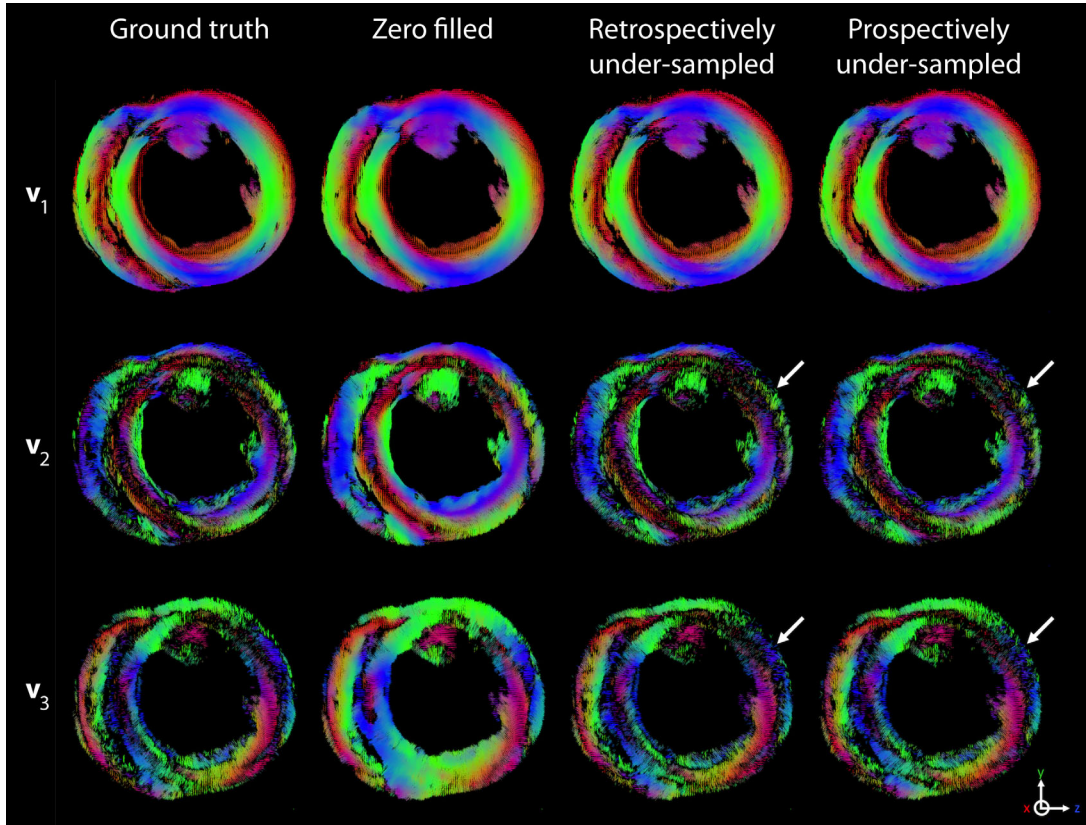 Ground truth
Zero filled
Retrospectively
under-sampled
Prospectively
under-sampled
v1
v2
v3
y
x
z